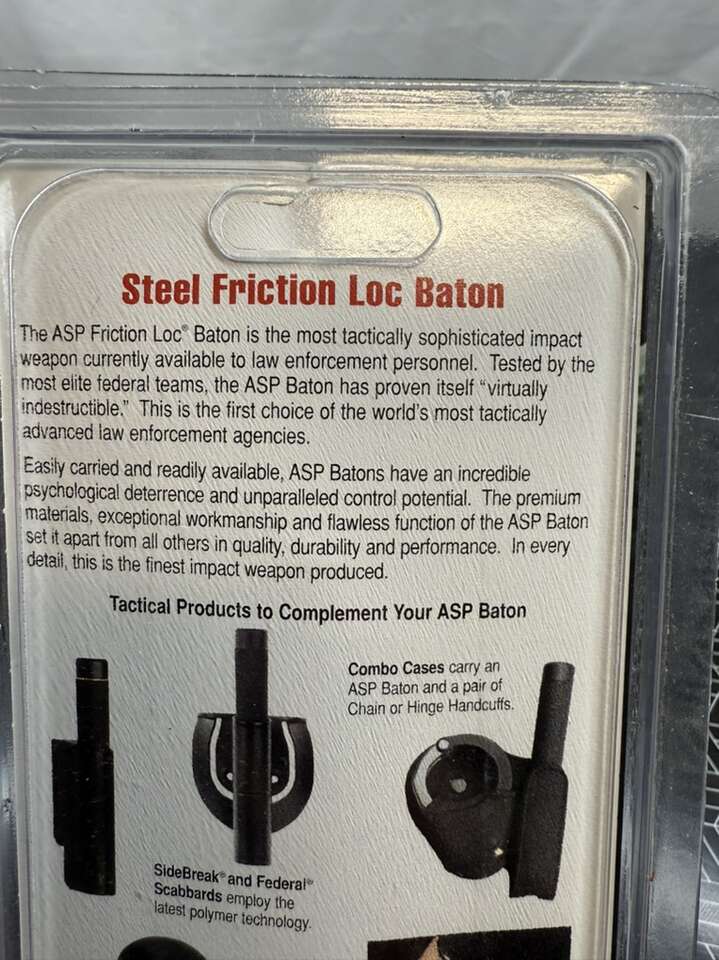 Steel Friction Loc Baton
The ASP Friction Loc® Baton is the most tactically sophisticated impact
weapon currently available to law enforcement personnel. Tested by the
most elite federal teams, the ASP Baton has proven itself “virtually
indestructible.” This is the first choice of the world's most tactically
advanced law enforcement agencies.
Easily carried and readily available, ASP Batons have an incredible
psychological deterrence and unparalleled control potential. The premium
materials, exceptional workmanship and flawless function of the ASP Baton
set it apart from all others in quality, durability and performance. In every
detail, this is the finest impact weapon produced.
Tactical Products to Complement Your ASP Baton
Combo Cases carry an
ASP Baton and a pair of
Chain or Hinge Handcuffs.
SideBreak® and Federal®
Scabbards employ the
latest polymer technology.